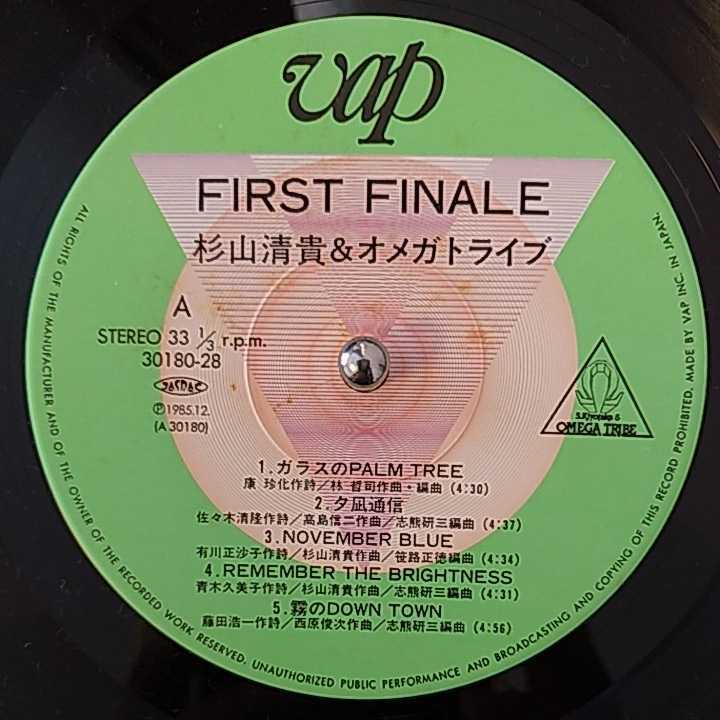 vap
FIRST FINALE
杉山清貴&オメガトライブ
A
STEREO 33 1/3 r.p.m.
30180-28
Ⓟ1985.12.
(A 30180)
S.Kiyotaka &
OMEGA TRIBE
1.ガラスのPALM TREE
康 珍化作詩/林 哲司作曲・編曲 (4:30)
2.夕凪通信
佐々木清隆作詩/高島信二作曲/志熊研三編曲 (4:37)
3.NOVEMBER BLUE
有川正沙子作詩/杉山清貴作曲/笹路正徳編曲 (4:34)
4.REMEMBER THE BRIGHTNESS
青木久美子作詩/杉山清貴作曲/志熊研三編曲 (4:31)
5.霧のDOWN TOWN
藤田浩一作詩/西原俊次作曲/志熊研三編曲 (4:56)
ALL RIGHTS OF THE MANUFACTURER AND OF THE OWNER OF THE RECORDED WORK RESERVED. UNAUTHORIZED PUBLIC PERFORMANCE AND BROADCASTING AND COPYING OF THIS RECORD PROHIBITED. MADE BY VAP INC. IN JAPAN.